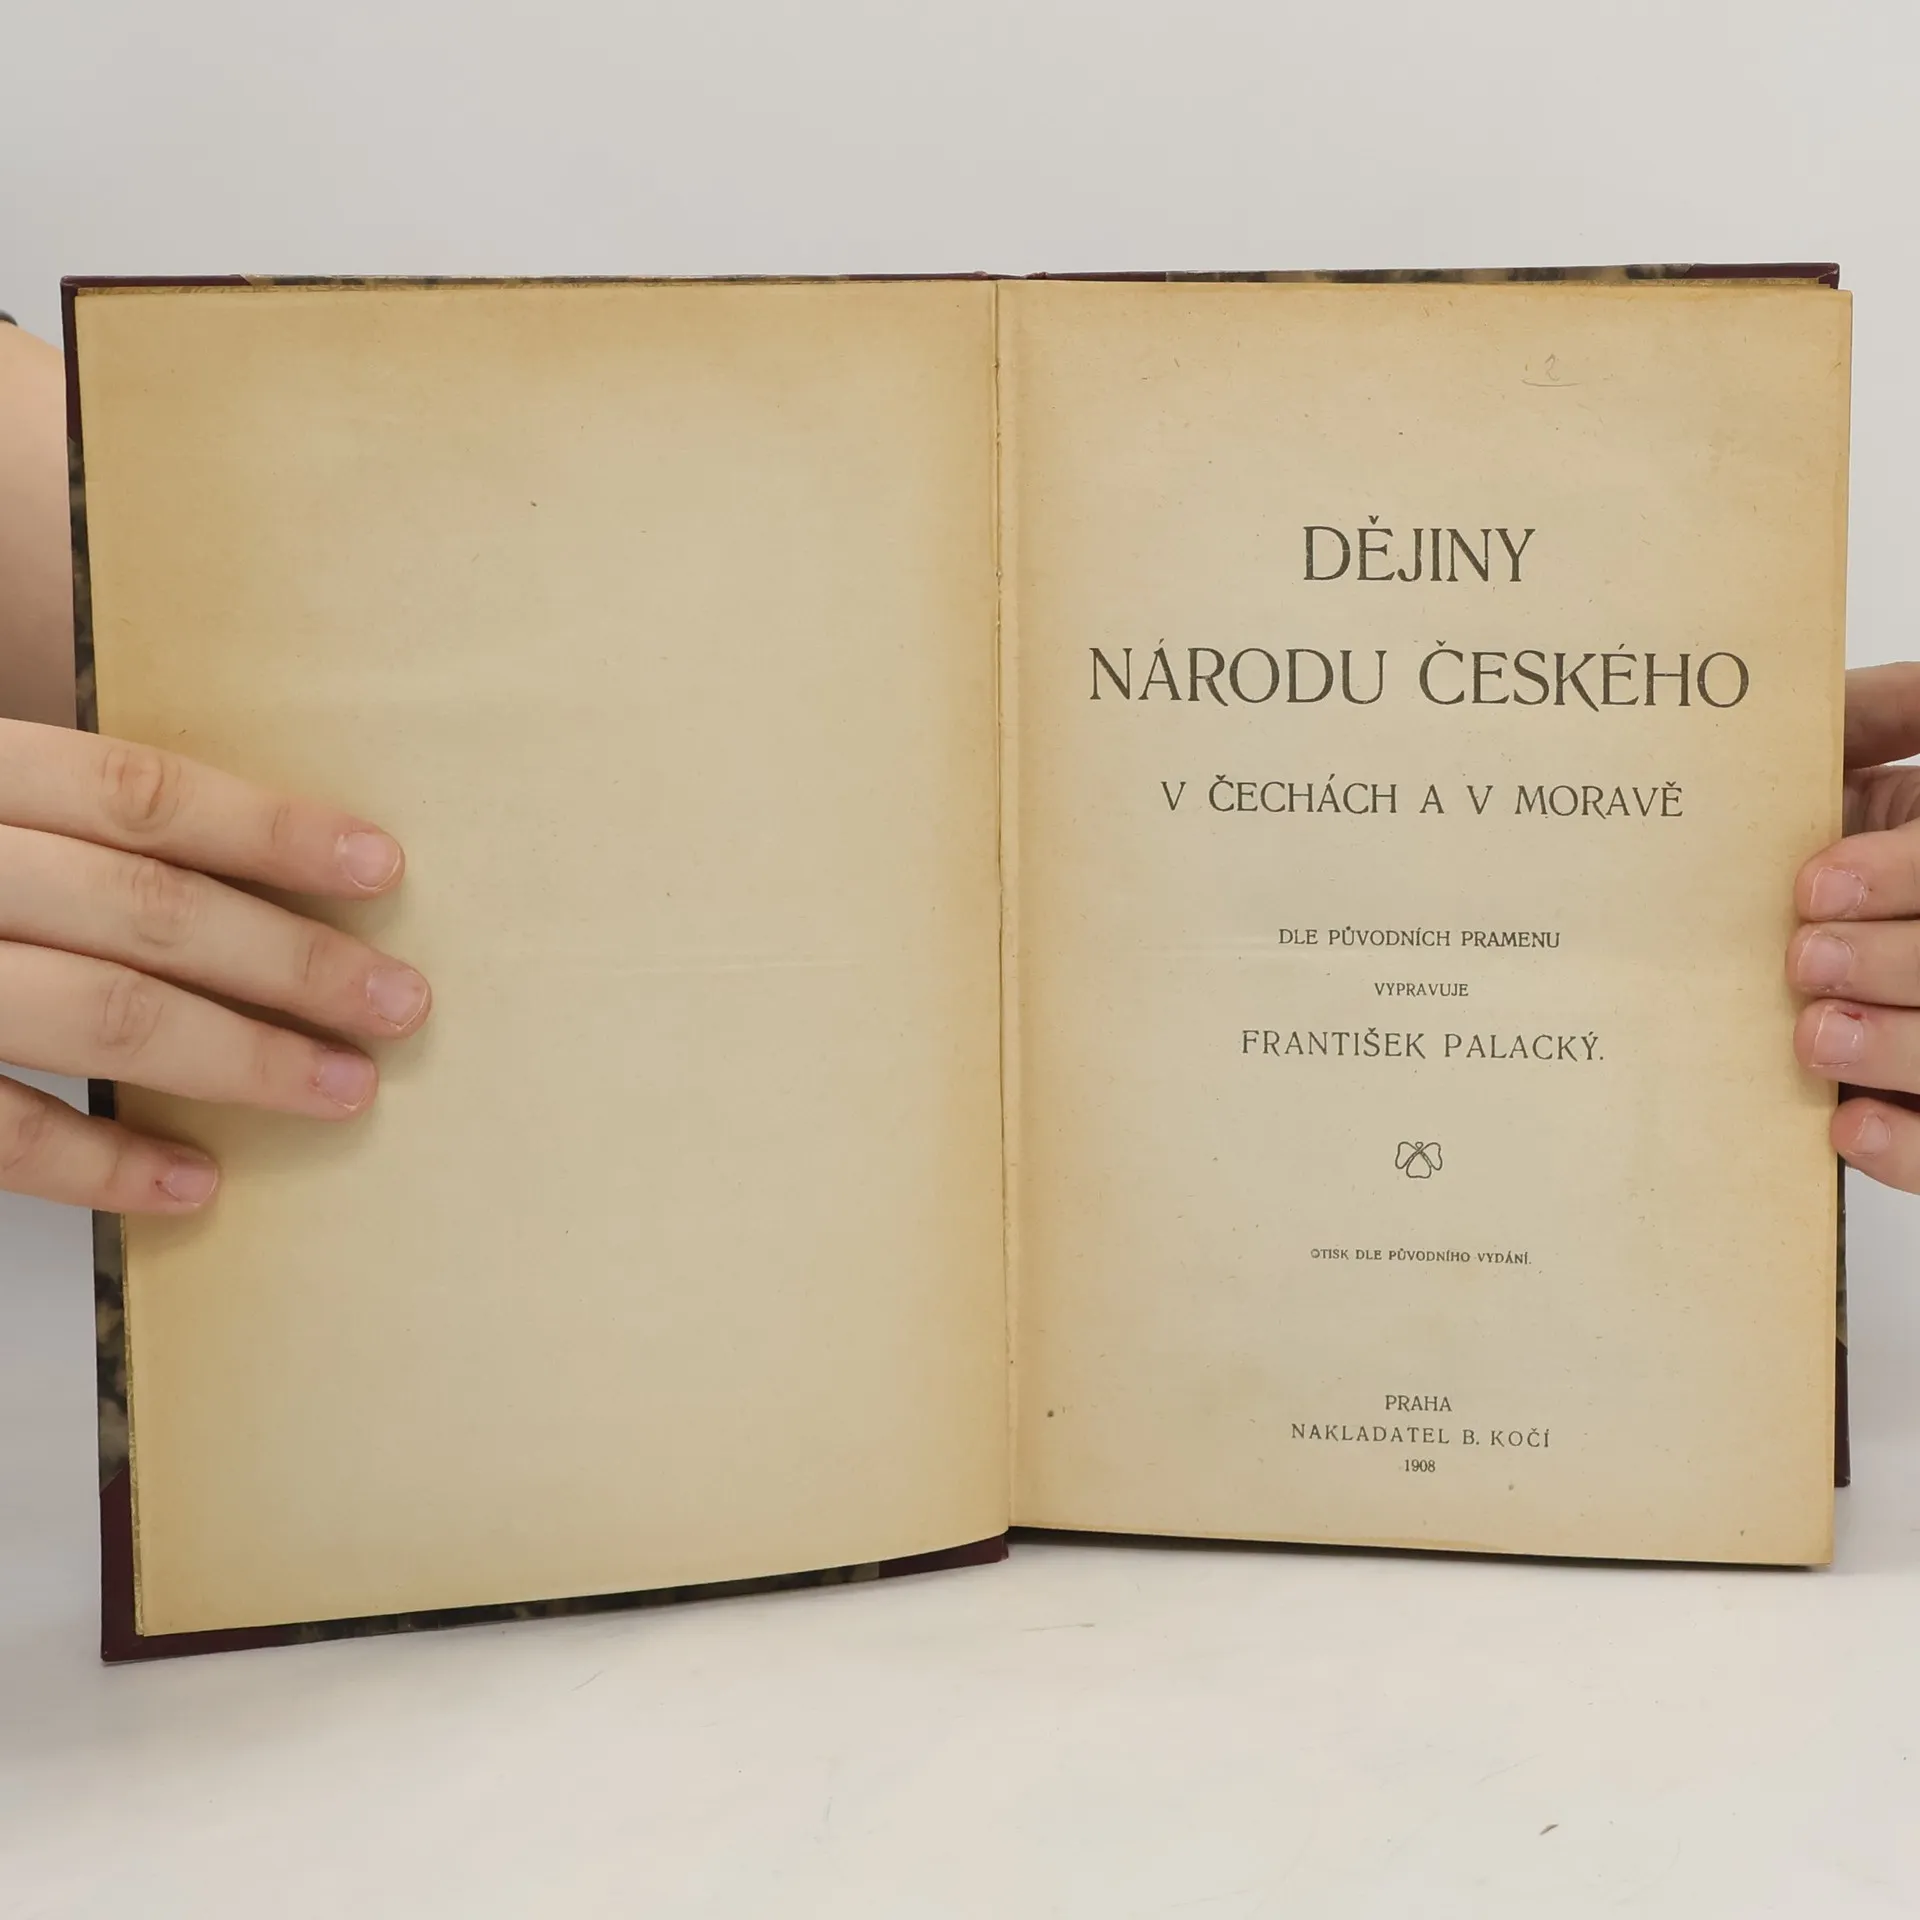 2
DĚJINY
NÁRODU ČESKÉHO
V ČECHÁCH A V MORAVĚ
DLE PŮVODNÍCH PRAMENU
VYPRAVUJE
FRANTIŠEK PALACKÝ.
OTISK DLE PŮVODNÍHO VYDÁNÍ.
PRAHA
NAKLADATEL B. KOČÍ
1908